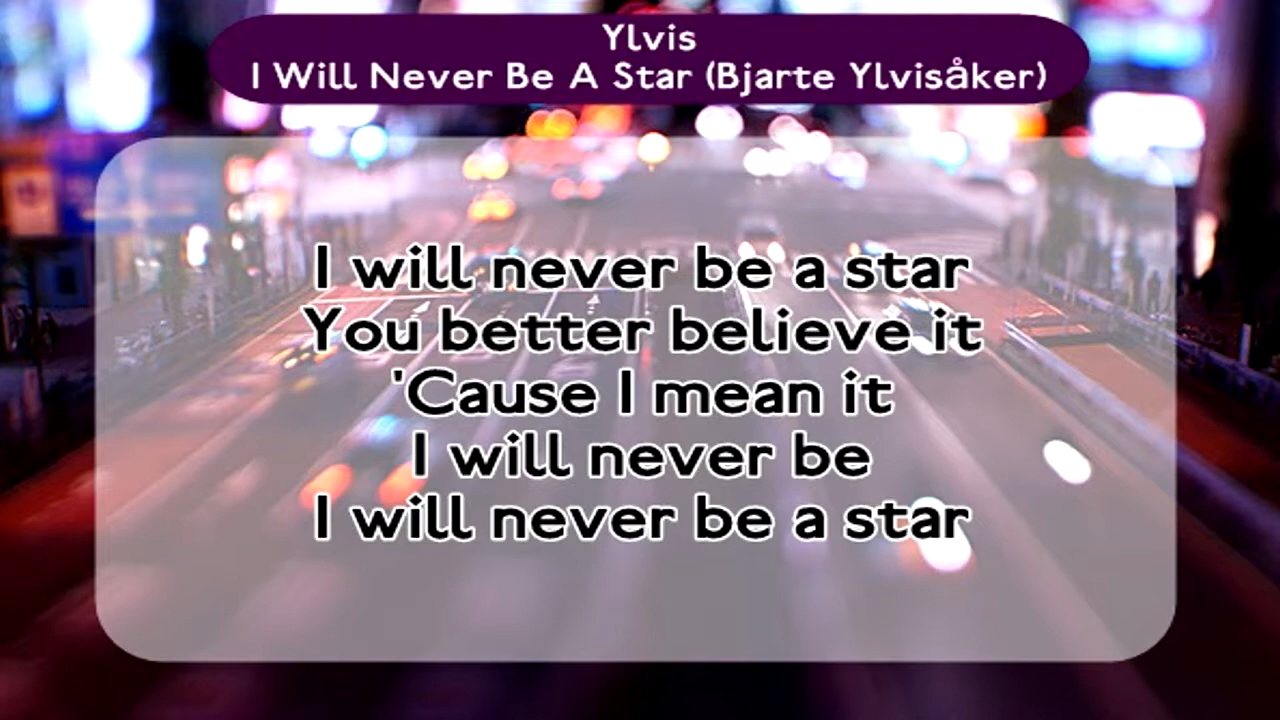 Ylvis
I Will Never Be A Star (Bjarte Ylvisåker)
I will never be a star
You better believe it
'Cause I mean it
I will never be
I will never be a star